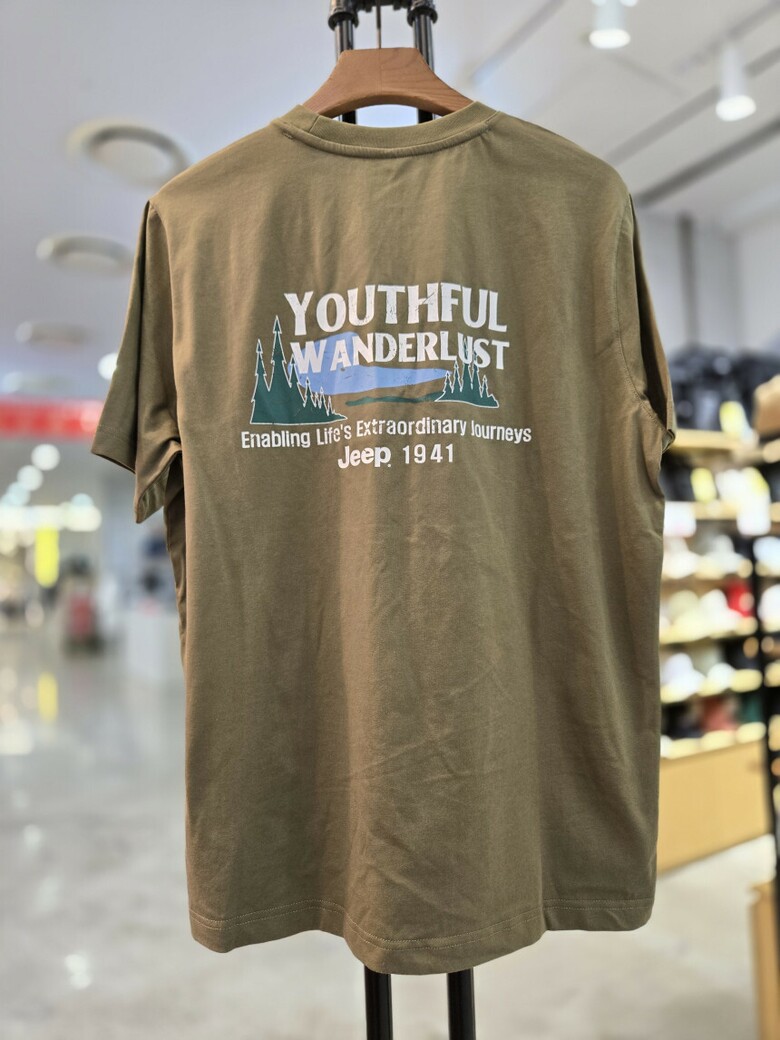 YOUTHFUL
WANDERLUST
Enabling Life's Extraordinary Journeys
Jeep 1941